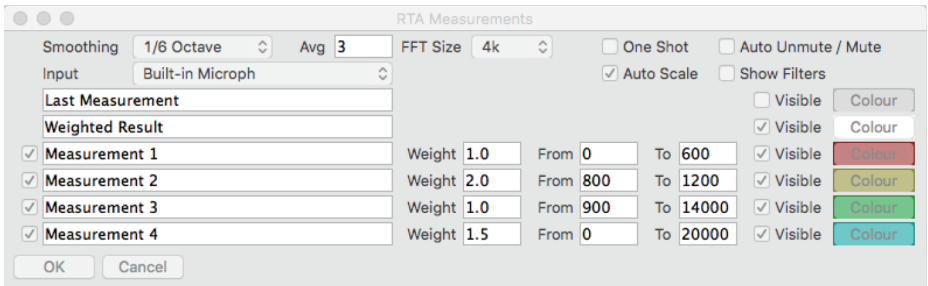 RTA Measurements
Smoothing 1/6 Octave Avg 3 FFT Size 4k One Shot Auto Unmute / Mute
Input Built-in Microph Auto Scale Show Filters
Last Measurement Visible Colour
Weighted Result Visible Colour
Measurement 1 Weight 1.0 From 0 To 600 Visible Colour
Measurement 2 Weight 2.0 From 800 To 1200 Visible Colour
Measurement 3 Weight 1.0 From 900 To 14000 Visible Colour
Measurement 4 Weight 1.5 From 0 To 20000 Visible Colour
OK Cancel